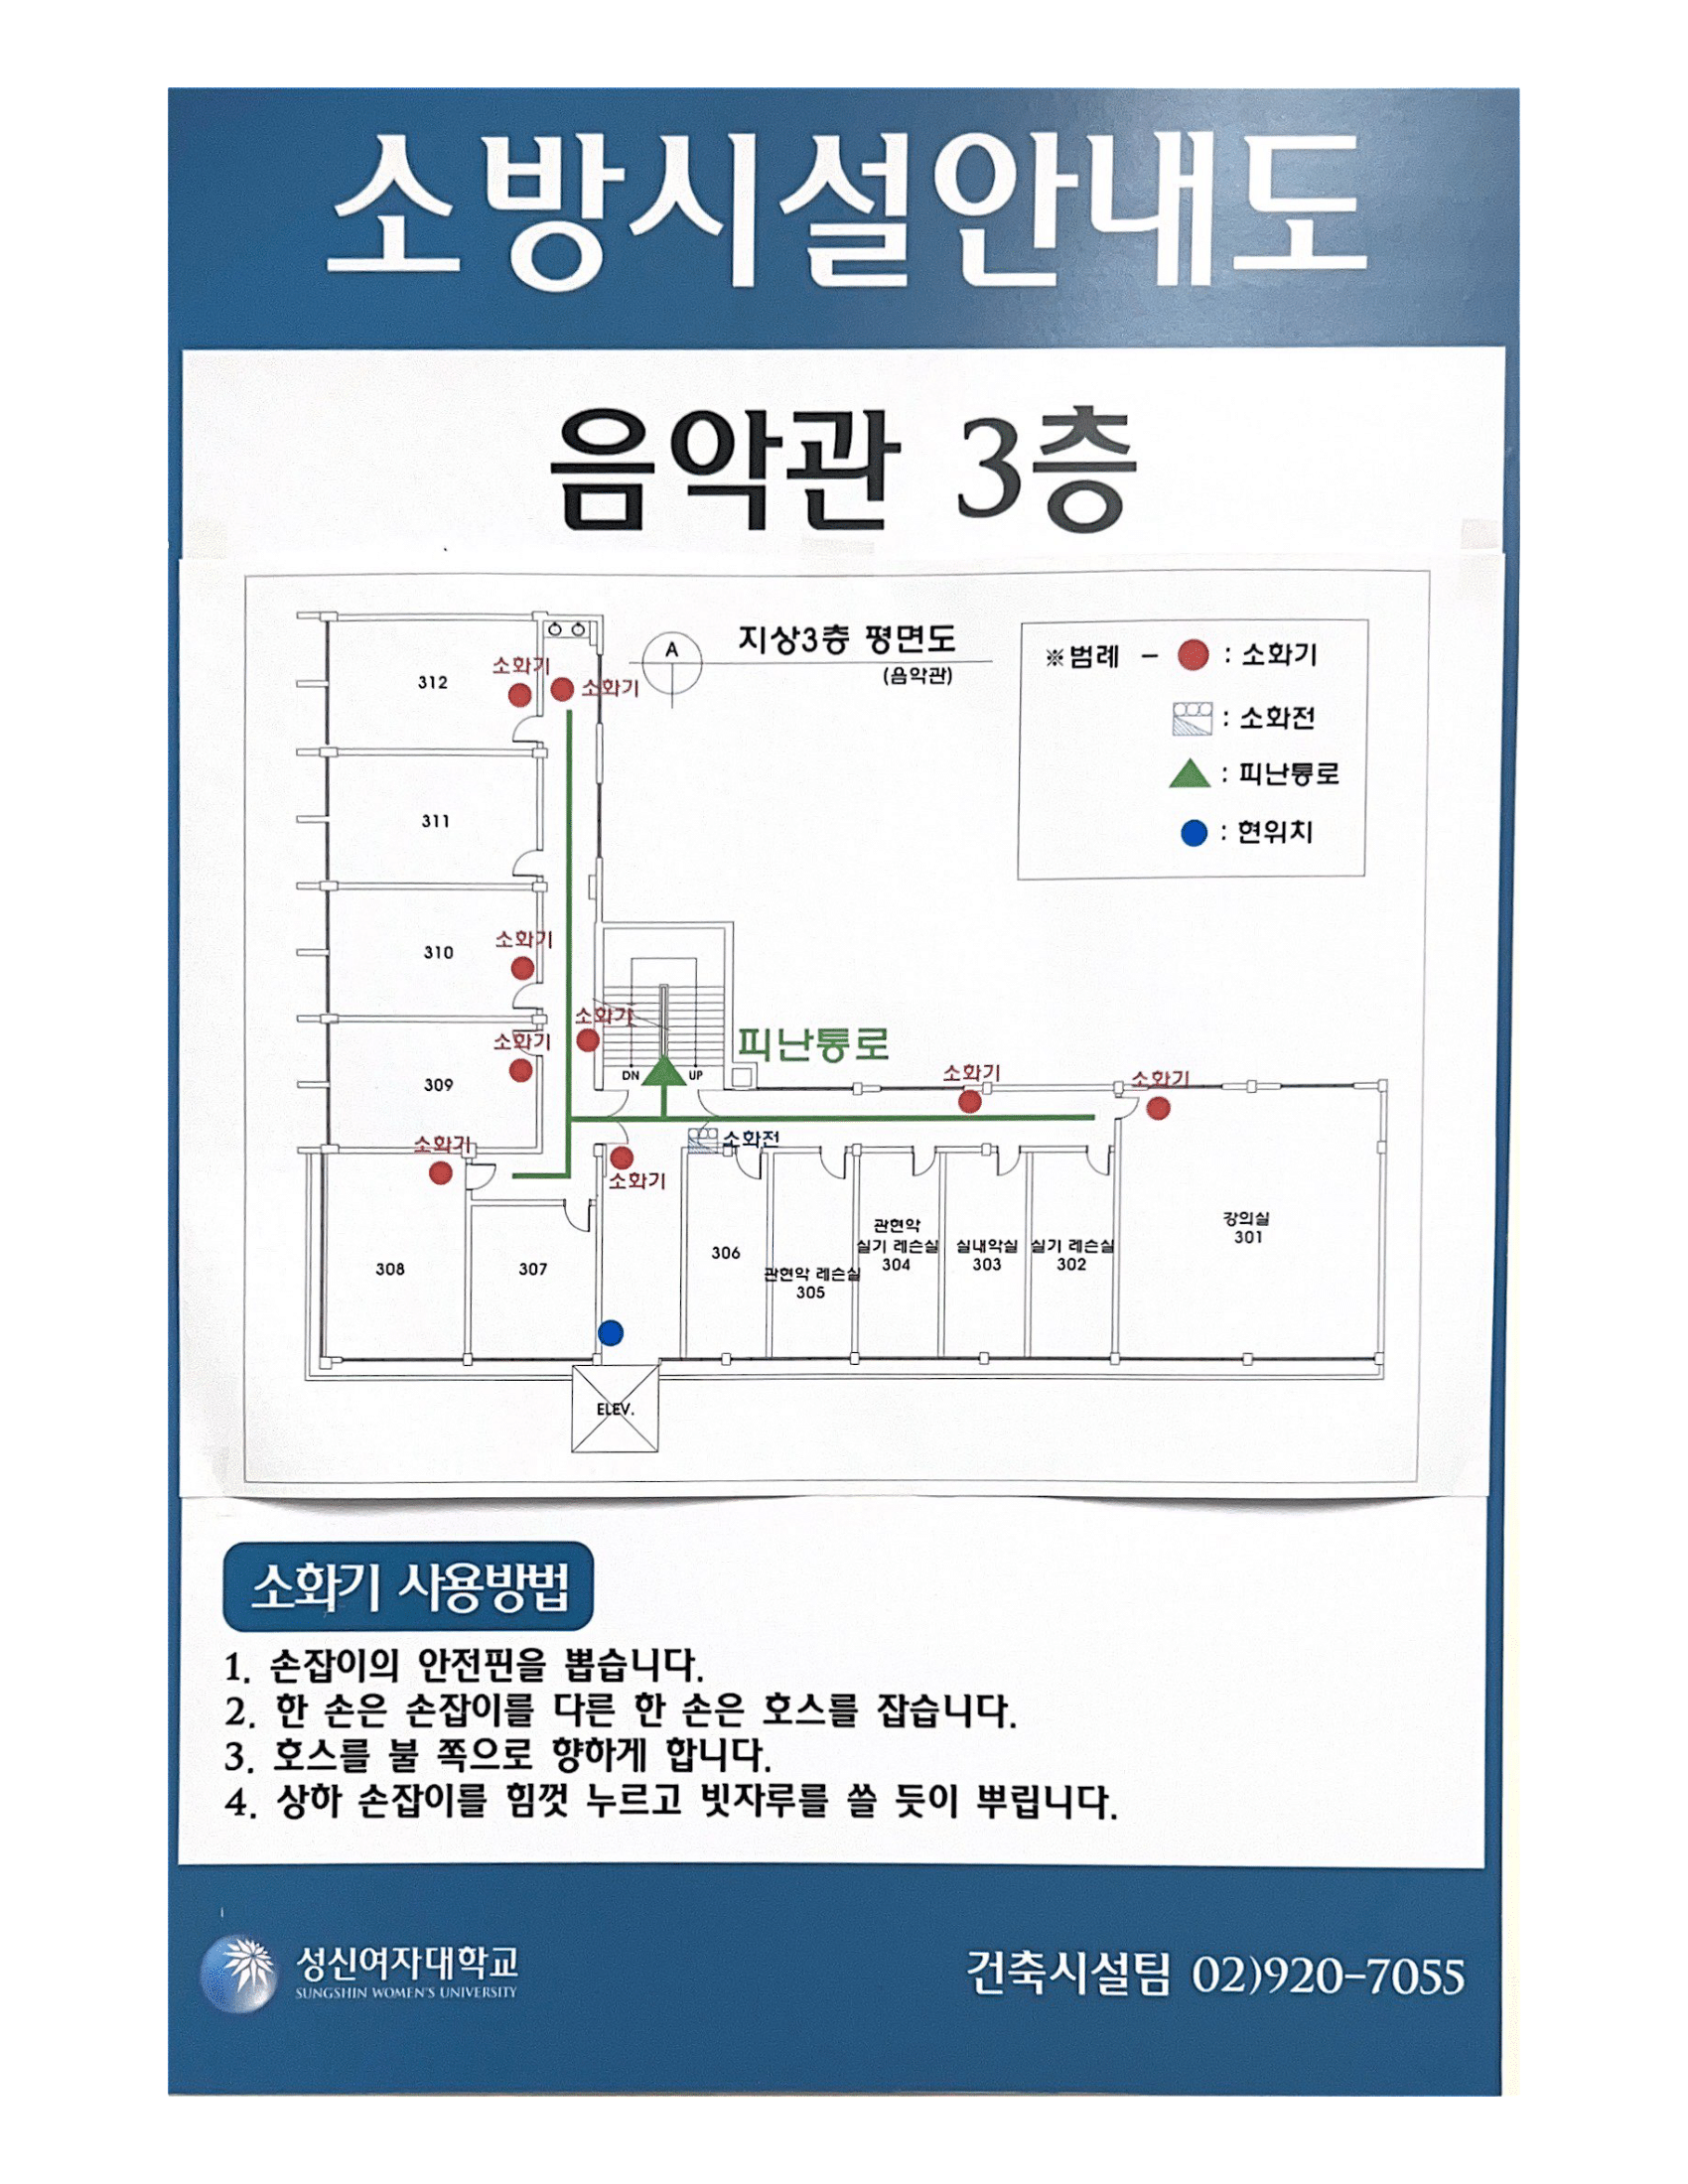 소방시설안내도
음악관 3층
지상3층 평면도
(음악관)
A
※범례 – : 소화기
: 소화전
: 피난통로
: 현위치
312
소화기
소화기
311
310
소화기
소화기
소화기
309
DN
UP
피난통로
소화기
소화기
소화기
소화전
소화기
308
307
306
관현악 레슨실
305
관현악
실기 레슨실
304
실내악실
303
실기 레슨실
302
강의실
301
ELEV.
소화기 사용방법
1. 손잡이의 안전핀을 뽑습니다.
2. 한 손은 손잡이를 다른 한 손은 호스를 잡습니다.
3. 호스를 불 쪽으로 향하게 합니다.
4. 상하 손잡이를 힘껏 누르고 빗자루를 쓸 듯이 뿌립니다.
성신여자대학교
SUNGSHIN WOMEN'S UNIVERSITY
건축시설팀 02)920-7055